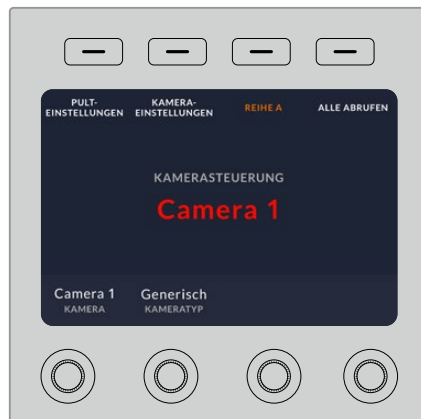 PULT-
EINSTELLUNGEN
KAMERA-
EINSTELLUNGEN
REIHE A
ALLE ABRUFEN
KAMERASTEUERUNG
Camera 1
Camera 1
KAMERA
Generisch
KAMERATYP